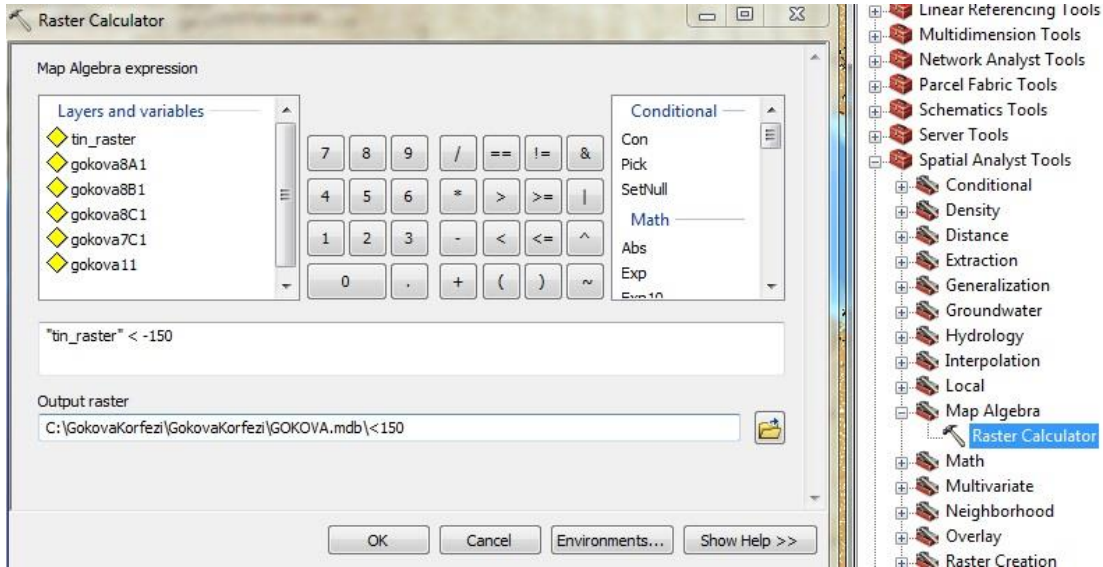 Raster Calculator
Map Algebra expression
Layers and variables
tin_raster
gokova8A1
gokova8B1
gokova8C1
gokova7C1
gokova11
7 8 9 / == != &
4 5 6 * > >= |
1 2 3 - < <= ^
0 . + ( ) ~
Conditional
Con
Pick
SetNull
Math
Abs
Exp
Exp10
"tin_raster" < -150
Output raster
C:\GokovaKorfezi\GokovaKorfezi\GOKOVA.mdb\<150
OK Cancel Environments... Show Help >>
Linear Referencing Tools
Multidimension Tools
Network Analyst Tools
Parcel Fabric Tools
Schematics Tools
Server Tools
Spatial Analyst Tools
Conditional
Density
Distance
Extraction
Generalization
Groundwater
Hydrology
Interpolation
Local
Map Algebra
Raster Calculator
Math
Multivariate
Neighborhood
Overlay
Raster Creation